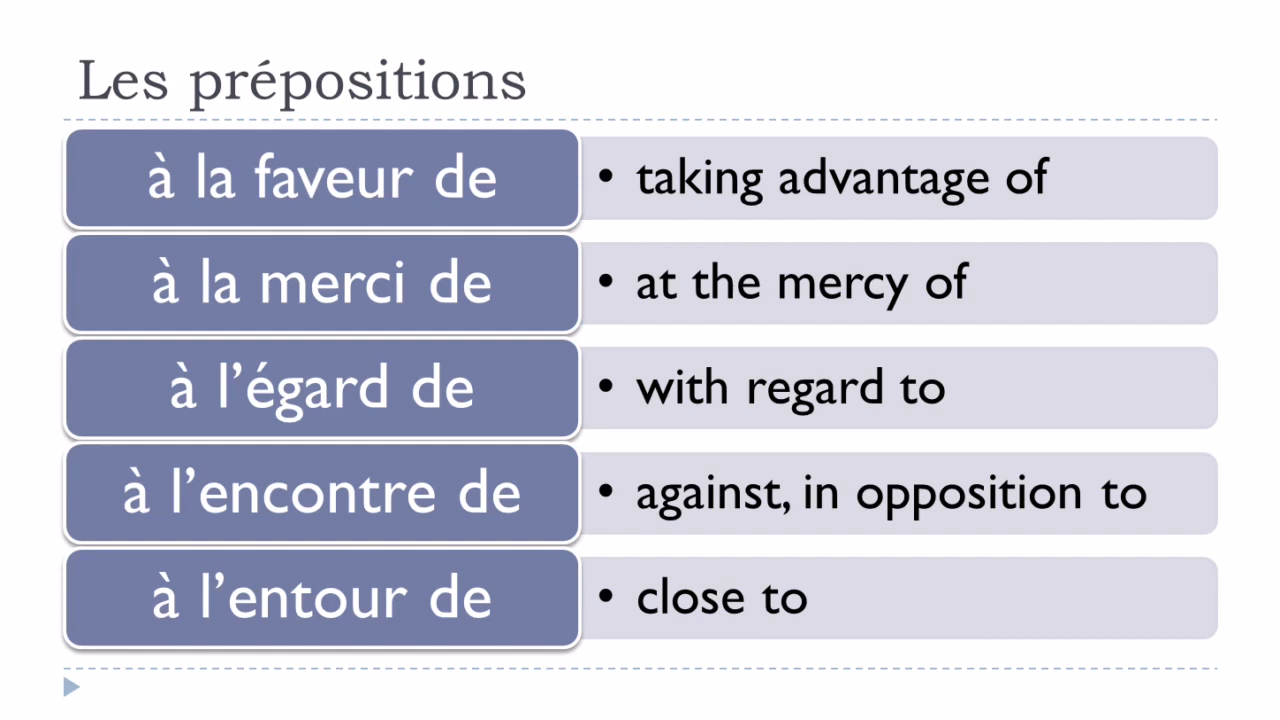 Les prépositions
à la faveur de
• taking advantage of
à la merci de
• at the mercy of
à l’égard de
• with regard to
à l’encontre de
• against, in opposition to
à l’entour de
• close to